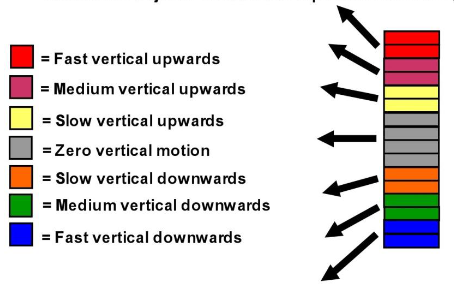 = Fast vertical upwards
= Medium vertical upwards
= Slow vertical upwards
= Zero vertical motion
= Slow vertical downwards
= Medium vertical downwards
= Fast vertical downwards